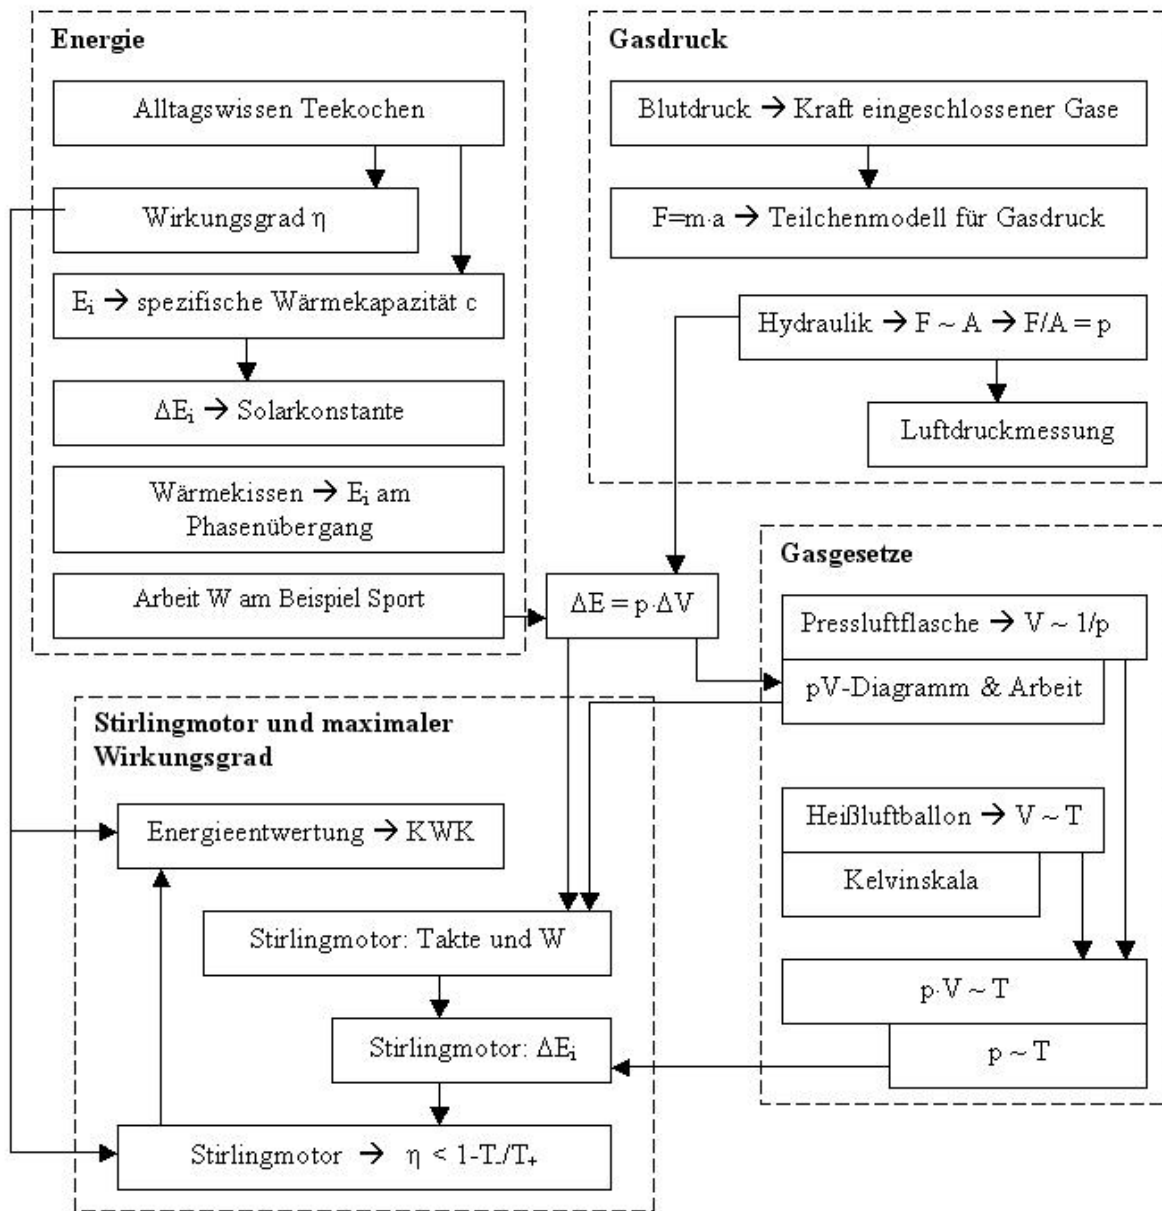 Energie
Alltagswissen Teekochen
Wirkungsgrad η
Eᵢ → spezifische Wärmekapazität c
ΔEᵢ → Solarkonstante
Wärmekissen → Eᵢ am
Phasenübergang
Arbeit W am Beispiel Sport
Gasdruck
Blutdruck → Kraft eingeschlossener Gase
F=m·a → Teilchenmodell für Gasdruck
Hydraulik → F ~ A → F/A = p
Luftdruckmessung
ΔE = p·ΔV
Gasgesetze
Pressluftflasche → V ~ 1/p
pV-Diagramm & Arbeit
Heißluftballon → V ~ T
Kelvinskala
p·V ~ T
p ~ T
Stirlingmotor und maximaler
Wirkungsgrad
Energieentwertung → KWK
Stirlingmotor: Takte und W
Stirlingmotor: ΔEᵢ
Stirlingmotor → η < 1-T₋/T₊